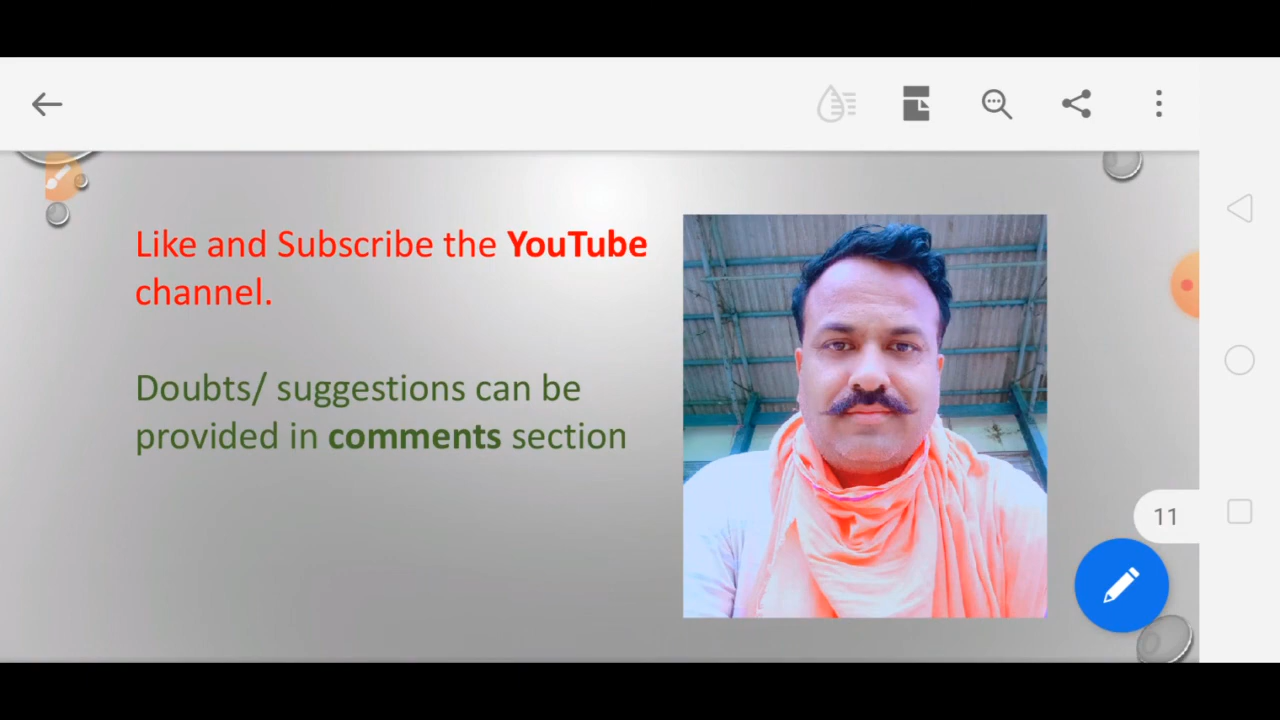 Like and Subscribe the YouTube
channel.
Doubts/ suggestions can be
provided in comments section
11